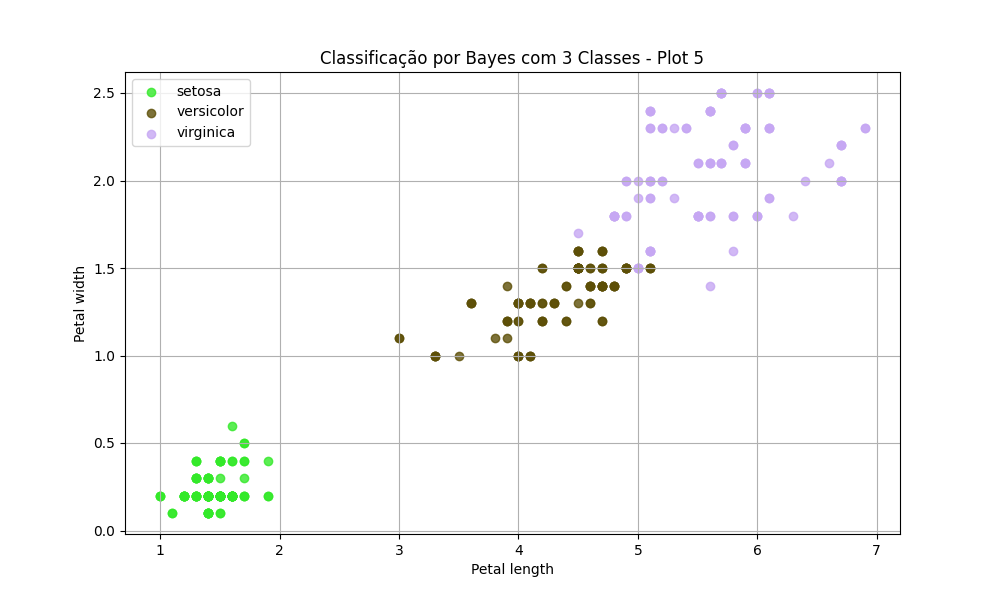 Classificação por Bayes com 3 Classes - Plot 5
setosa
versicolor
virginica
Petal width
2.5
2.0
1.5
1.0
0.5
0.0
1 2 3 4 5 6 7
Petal length